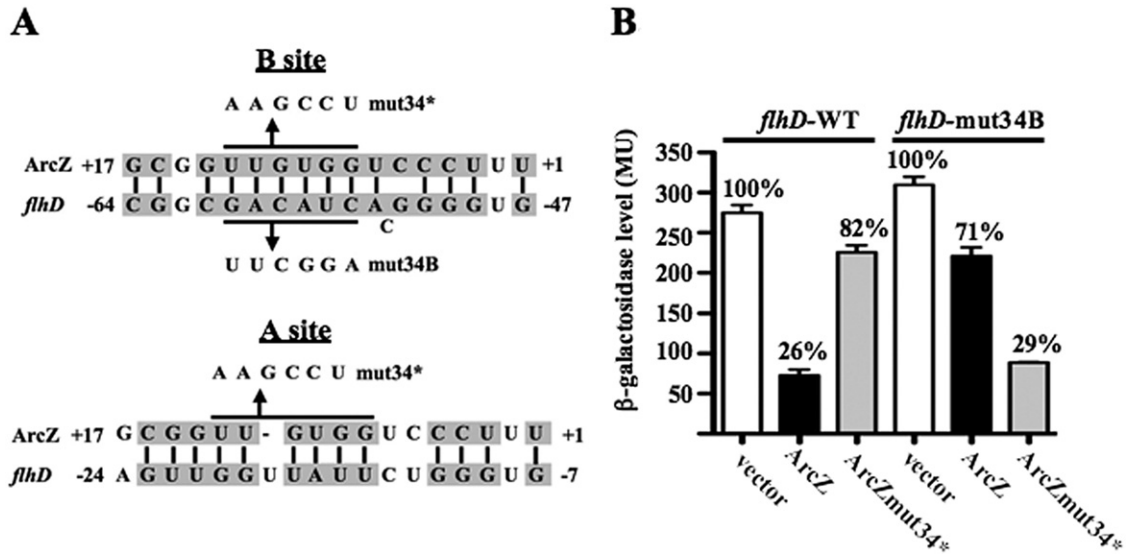 A
B site
A A G C C U mut34*
ArcZ +17 G C G G U U G U G G U C C C U U U +1
flhD -64 C G G C G A C A U C A G G G G U G -47
C
U U C G G A mut34B
A site
A A G C C U mut34*
ArcZ +17 G C G G U U - G U G G U C C C U U U +1
flhD -24 A G U U G G U U A U U C U G G G U G -7
B
flhD-WT flhD-mut34B
β-galactosidase level (MU)
350
300
250
200
150
100
50
100%
26%
82%
100%
71%
29%
vector
ArcZ
ArcZmut34*
vector
ArcZ
ArcZmut34*